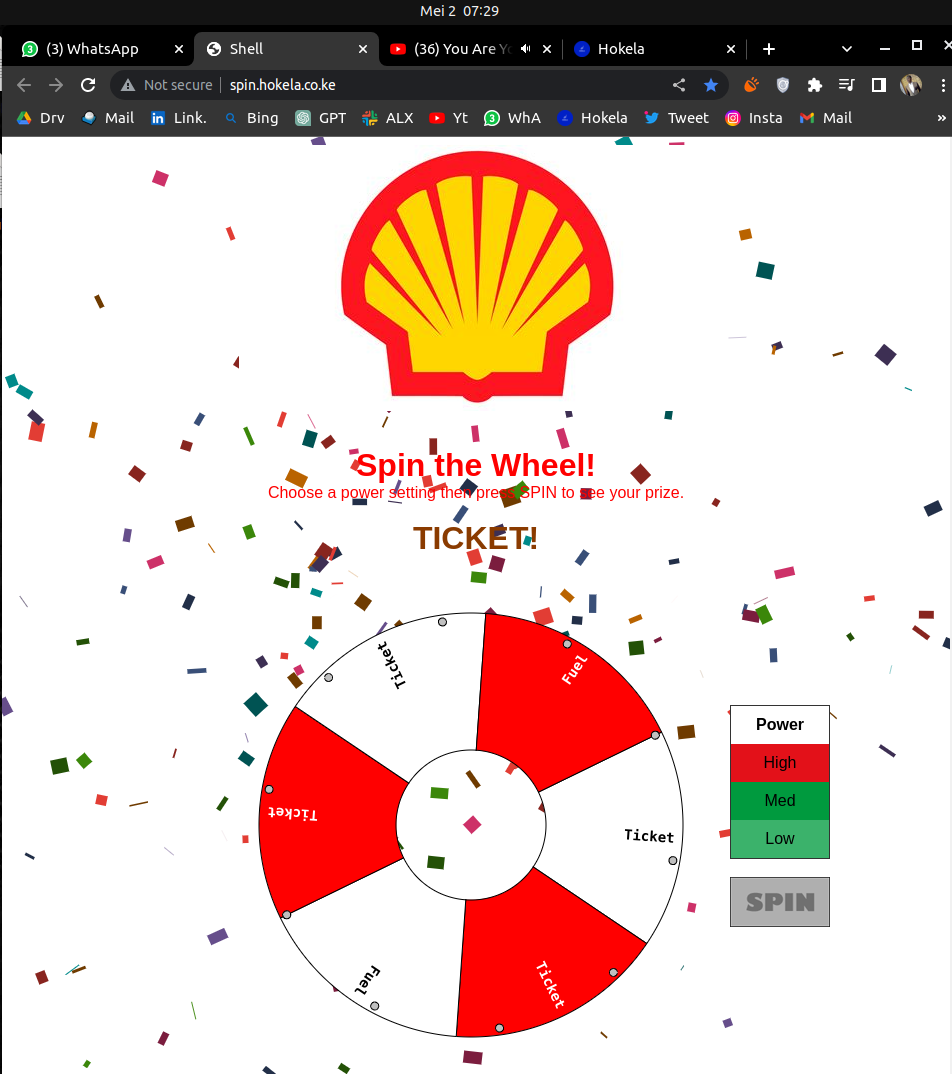 Mei 2 07:29
(3) WhatsApp
Shell
(36) You Are Yo
Hokela
Not secure
spin.hokela.co.ke
Drv
Mail
Link.
Bing
GPT
ALX
Yt
WhA
Hokela
Tweet
Insta
Mail
»
Spin the Wheel!
Choose a power setting then press SPIN to see your prize.
TICKET!
Ticket
Fuel
Ticket
Ticket
Ticket
Fuel
Power
High
Med
Low
SPIN